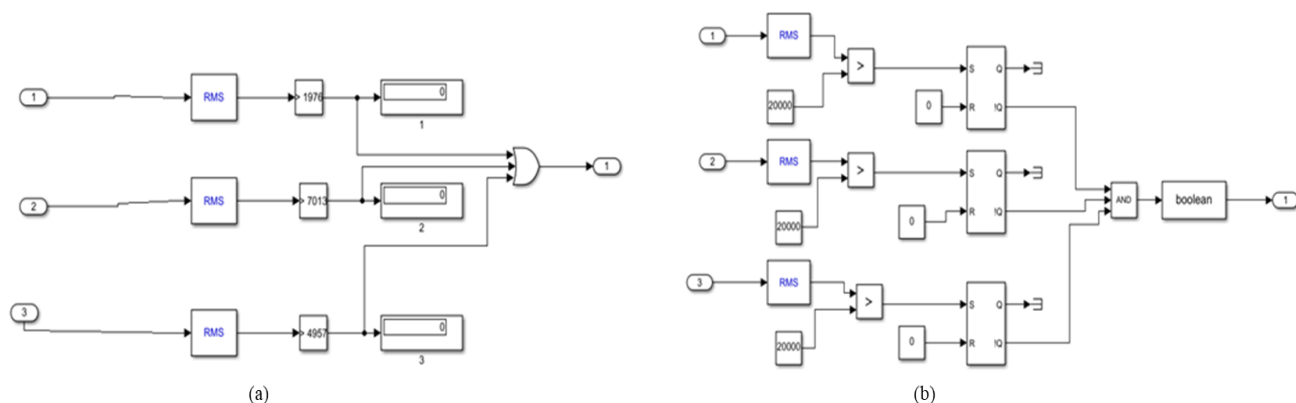 1 RMS > 1976 0
1
2 RMS > 7013 0
2
3 RMS > 4957 0
3
1
(a)
1 RMS > S Q
20000 0 R !Q
2 RMS > S Q
20000 0 R !Q
AND boolean 1
3 RMS > S Q
20000 0 R !Q
(b)